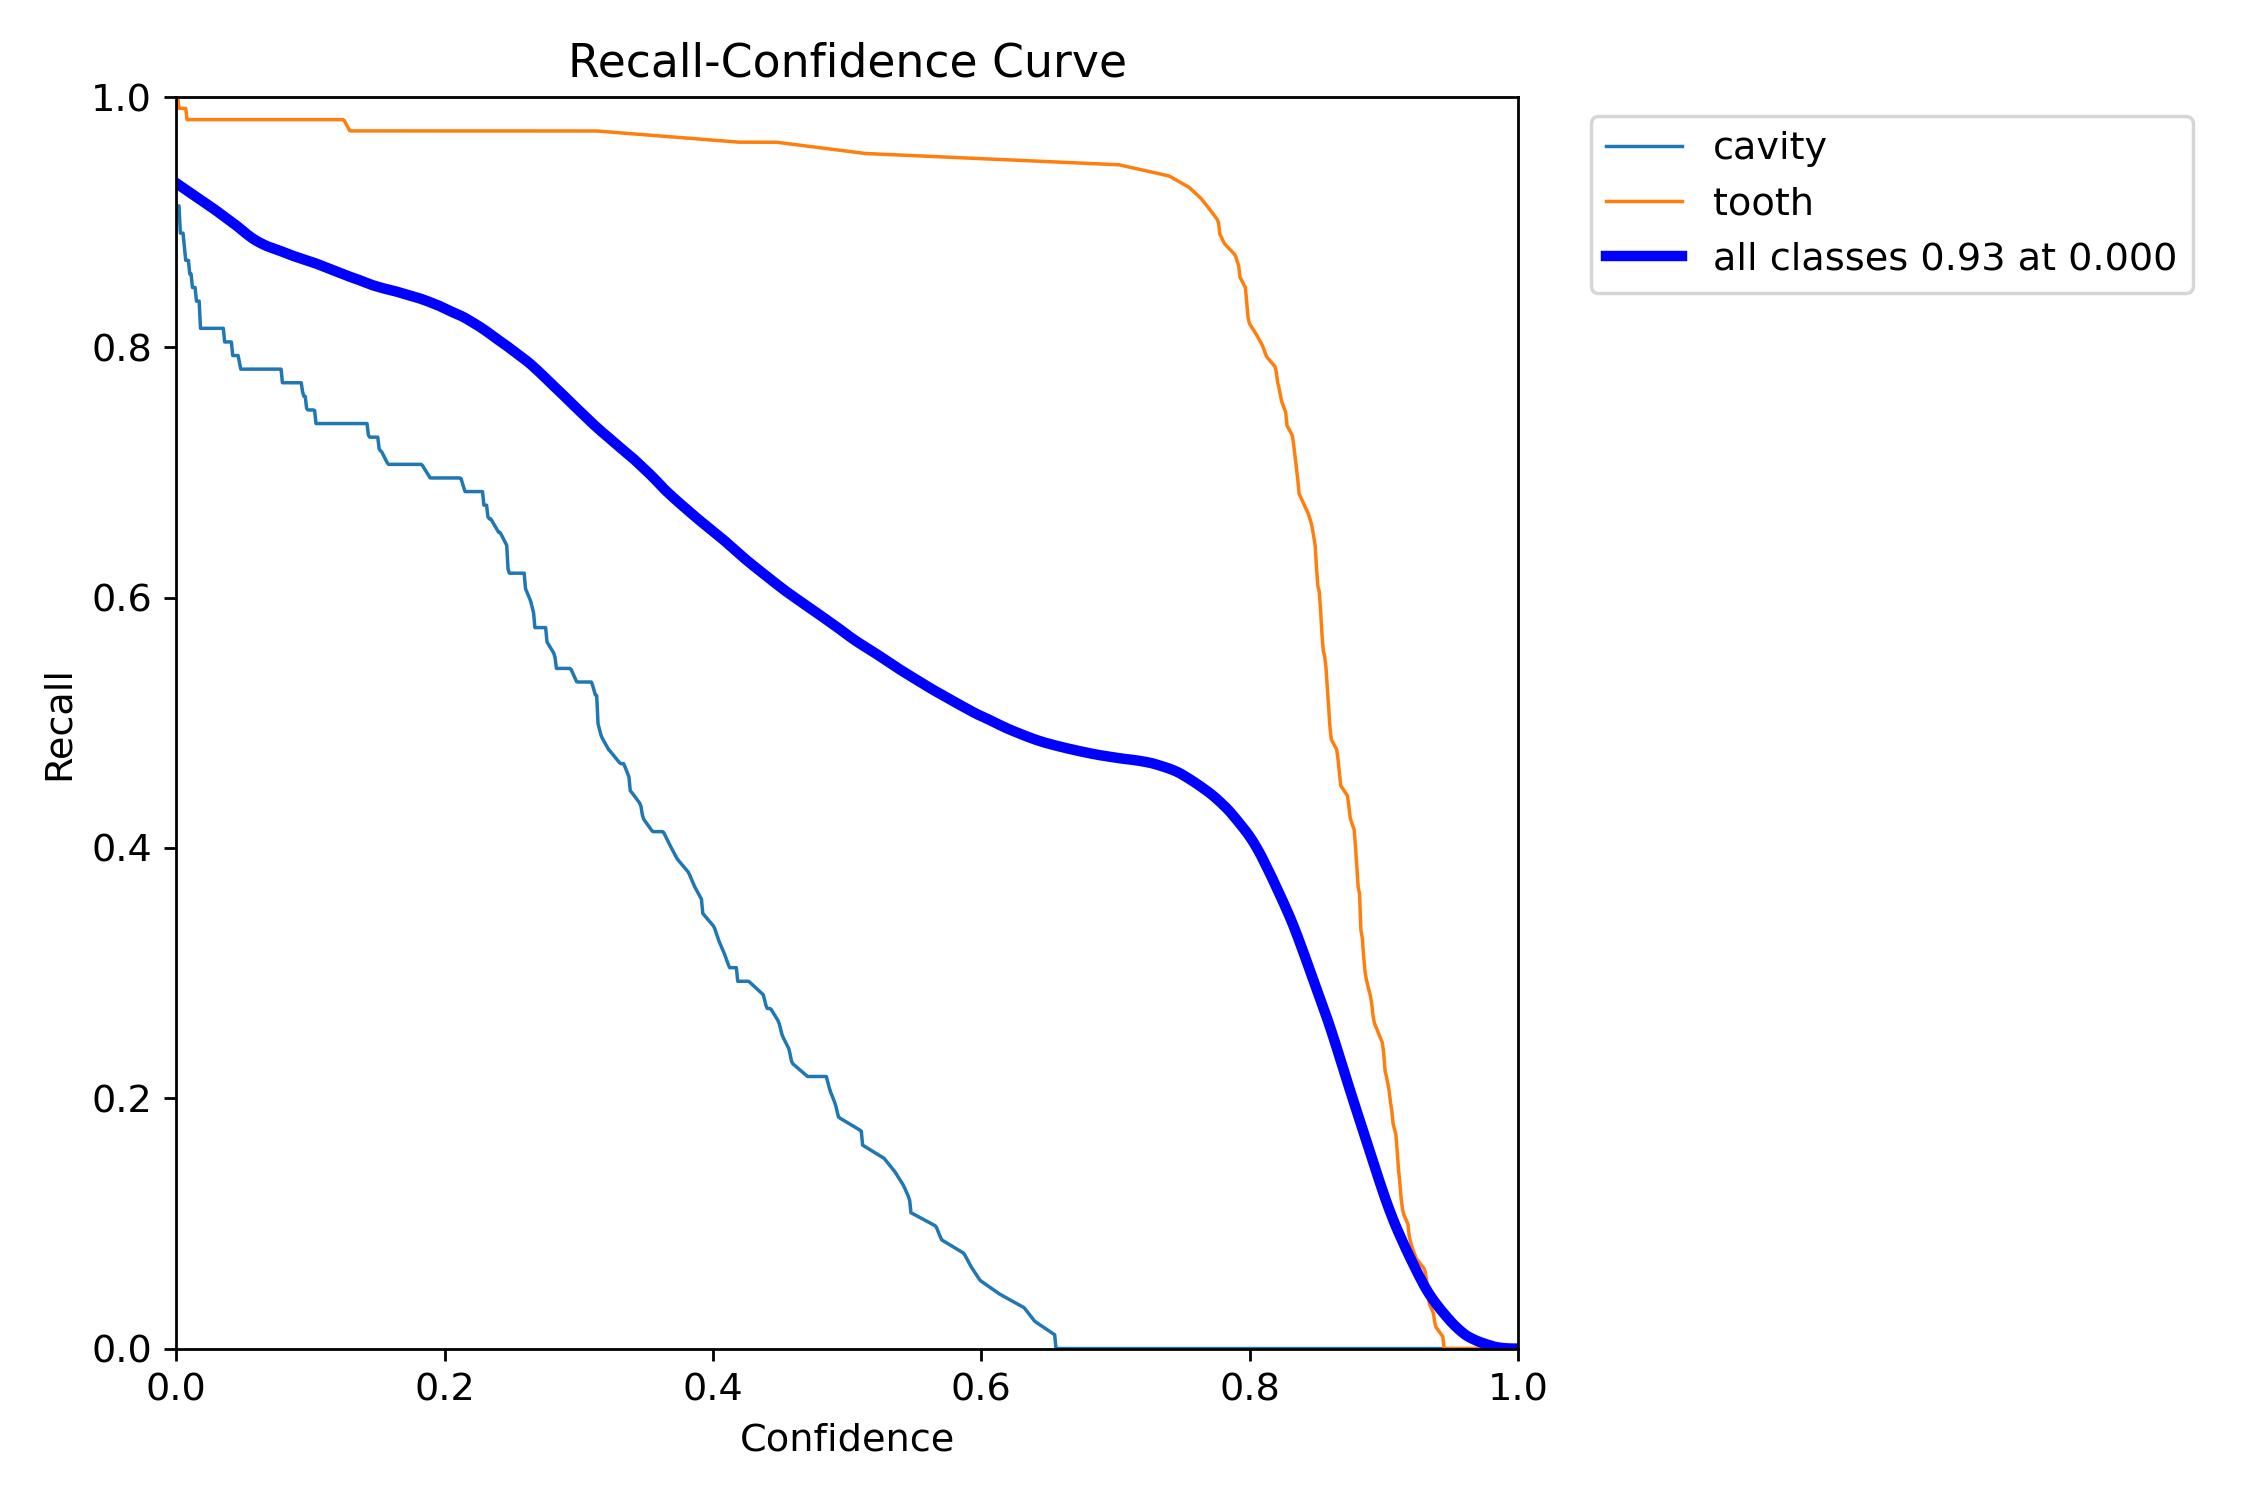 Recall-Confidence Curve
1.0
0.8
0.6
0.4
0.2
0.0
Recall
0.0 0.2 0.4 0.6 0.8 1.0
Confidence
cavity
tooth
all classes 0.93 at 0.000